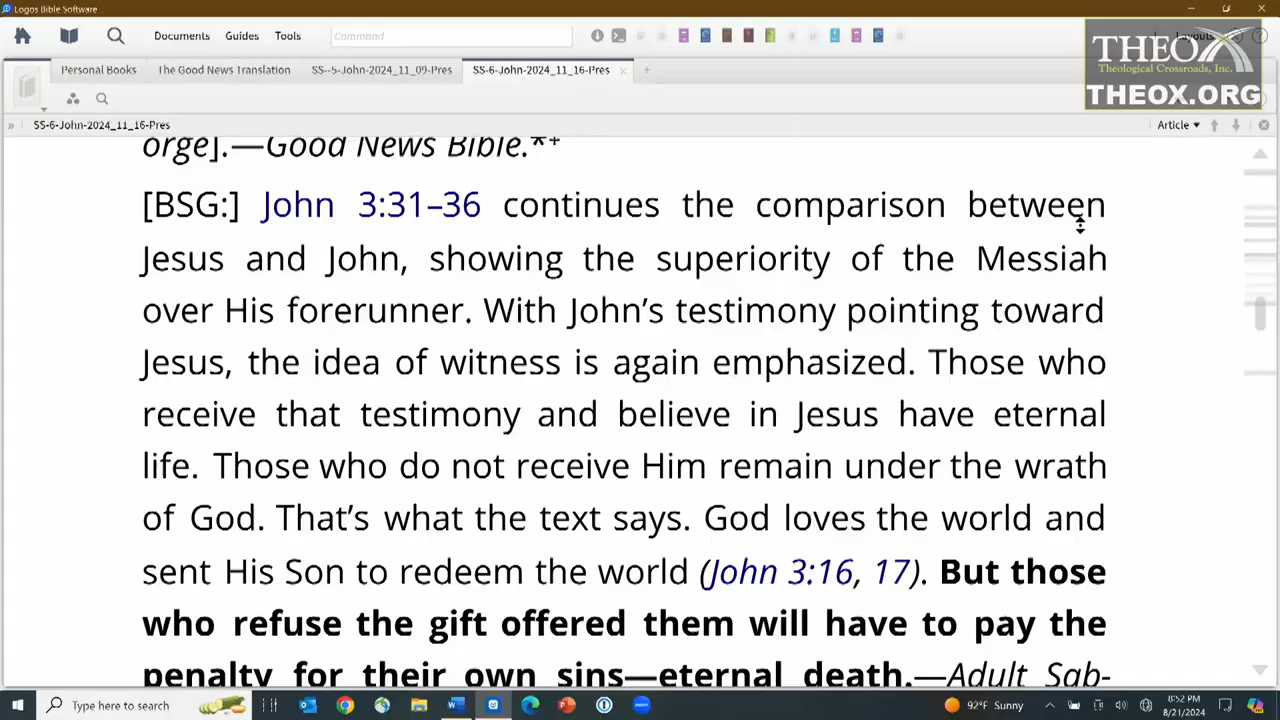 Logos Bible Software
Documents Guides Tools Command
THEOX
Theological Crossroads, Inc.
THEOX.ORG
Personal Books The Good News Translation SS--5-John-2024_11_09-Notes SS-6-John-2024_11_16-Pres
SS-6-John-2024_11_16-Pres Article
orge].—Good News Bible.*+
[BSG:] John 3:31–36 continues the comparison between
Jesus and John, showing the superiority of the Messiah
over His forerunner. With John’s testimony pointing toward
Jesus, the idea of witness is again emphasized. Those who
receive that testimony and believe in Jesus have eternal
life. Those who do not receive Him remain under the wrath
of God. That’s what the text says. God loves the world and
sent His Son to redeem the world (John 3:16, 17). But those
who refuse the gift offered them will have to pay the
penalty for their own sins—eternal death.—Adult Sab-
Type here to search 92°F Sunny 8:52 PM
8/21/2024